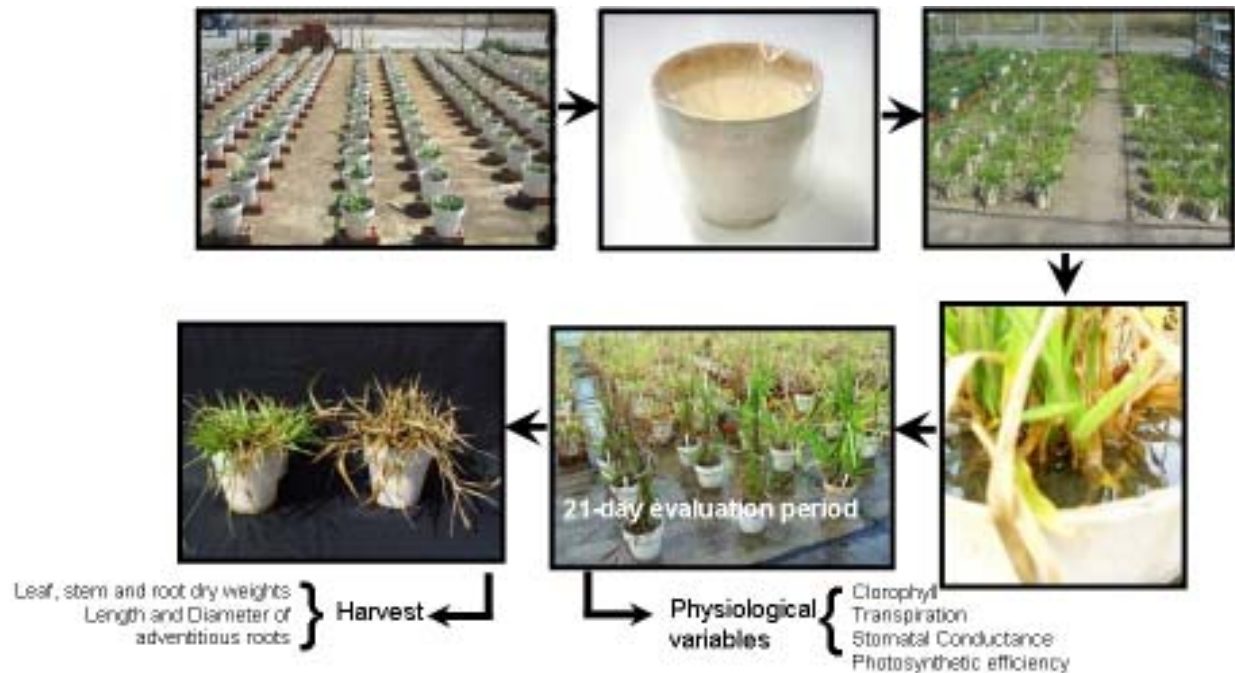 21-day evaluation period
Leaf, stem and root dry weights
Length and Diameter of
adventitious roots
Harvest
Physiological
variables
Clorophyll
Transpiration
Stomatal Conductance
Photosynthetic efficiency